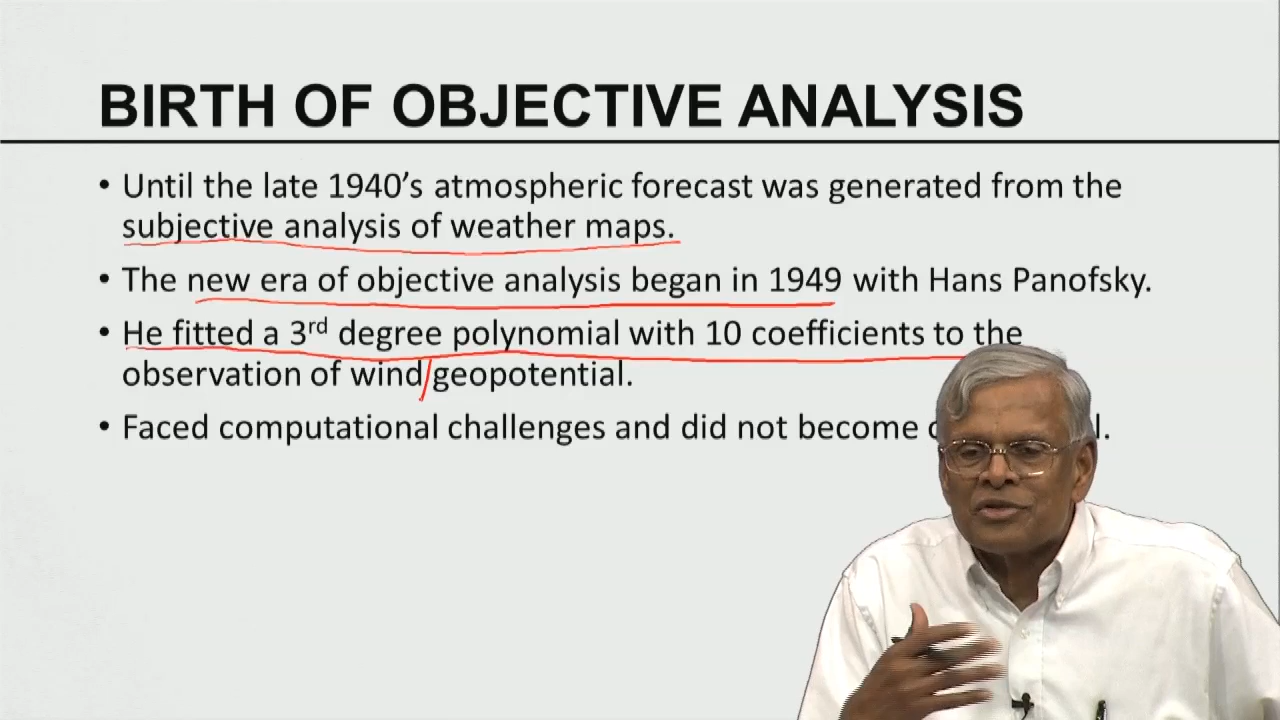 BIRTH OF OBJECTIVE ANALYSIS
• Until the late 1940’s atmospheric forecast was generated from the
subjective analysis of weather maps.
• The new era of objective analysis began in 1949 with Hans Panofsky.
• He fitted a 3rd degree polynomial with 10 coefficients to the
observation of wind/geopotential.
• Faced computational challenges and did not become